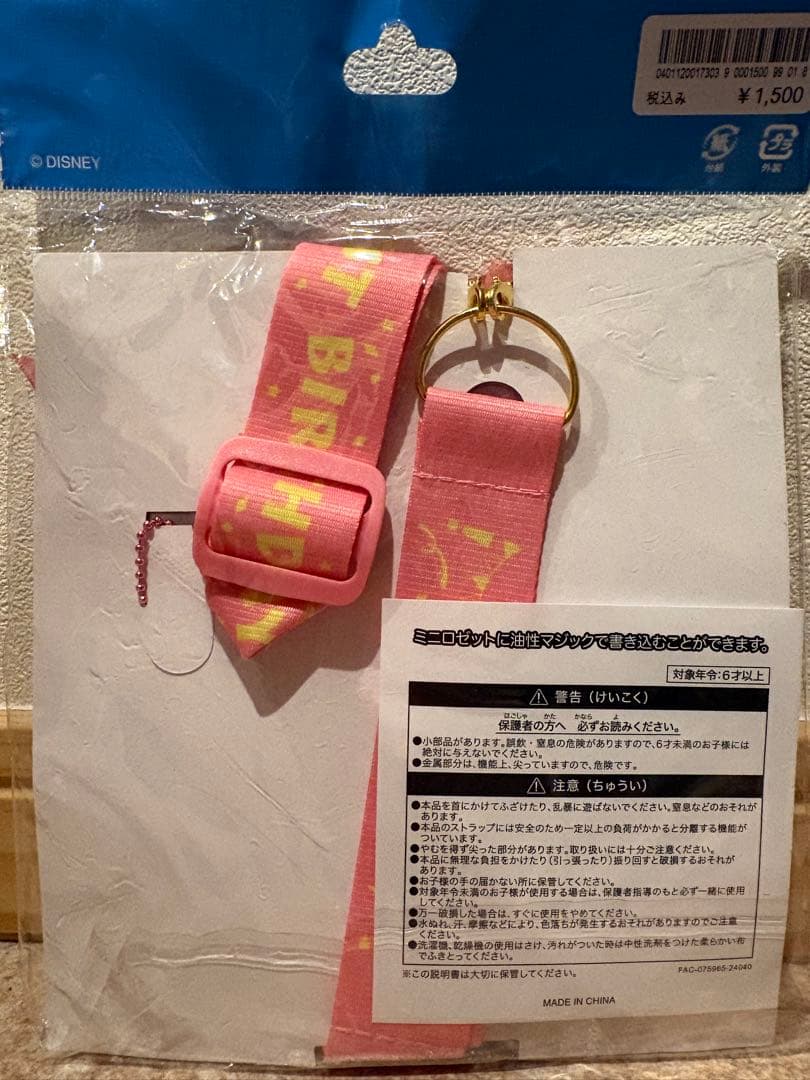 0401120017303 9 0001500 99 01 8
税込み ¥1,500
© DISNEY
台紙
プラ
外装
T BIR
HD
ミニロゼットに油性マジックで書き込むことができます。
対象年令:6才以上
⚠ 警告(けいこく)
ほごしゃ かた かなら よ
保護者の方へ 必ずお読みください。
●小部品があります。誤飲・窒息の危険がありますので、6才未満のお子様には
絶対に与えないでください。
●金属部分は、機能上、尖っていますので、危険です。
⚠ 注意(ちゅうい)
●本品を首にかけてふざけたり、乱暴に遊ばないでください。窒息などのおそれが
あります。
●本品のストラップには安全のため一定以上の負荷がかかると分離する機能が
ついています。
●やむを得ず尖った部分があります。取り扱いには十分ご注意ください。
●本品に無理な負担をかけたり(引っ張ったり)振り回すと破損するおそれが
あります。
●お子様の手の届かない所に保管してください。
●対象年令未満のお子様が使用する場合は、保護者指導のもと必ず一緒に使用
してください。
●万一破損した場合は、すぐに使用をやめてください。
●水ぬれ、汗、摩擦などにより、色落ちが発生するおそれがありますのでご注意
ください。
●洗濯機、乾燥機の使用はさけ、汚れがついた時は中性洗剤をつけた柔らかい布
でふきとってください。
※この説明書は大切に保管してください。
FAC-075965-24040
MADE IN CHINA